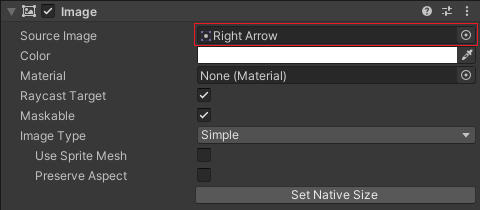 Image
Source Image Right Arrow
Color
Material None (Material)
Raycast Target
Maskable
Image Type Simple
Use Sprite Mesh
Preserve Aspect
Set Native Size